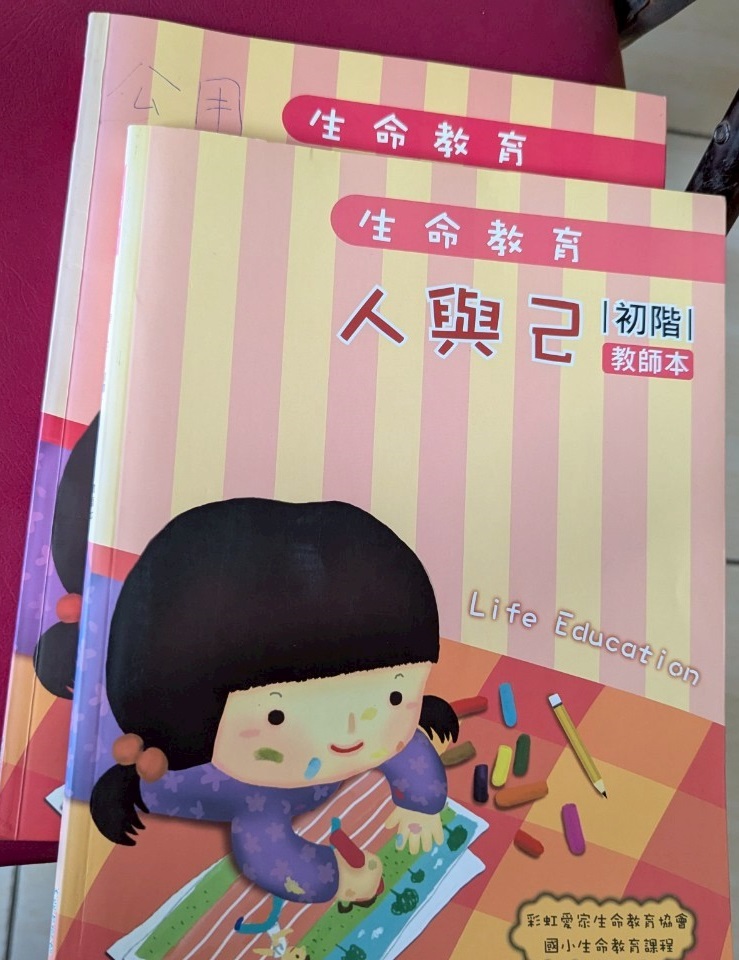 公用
生命教育
生命教育
人與己
初階
教師本
Life Education
彩虹愛家生命教育協會
國小生命教育課程